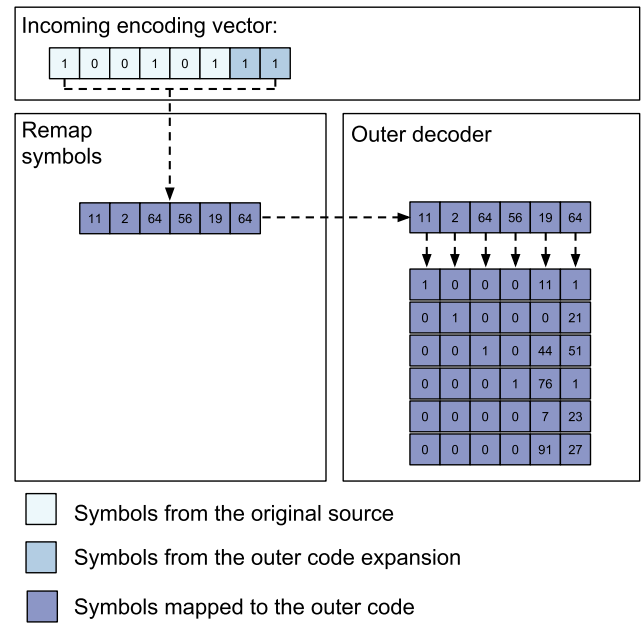 Incoming encoding vector:
1 0 0 1 0 1 1 1
Remap
symbols
11 2 64 56 19 64
Outer decoder
11 2 64 56 19 64
1 0 0 0 11 1
0 1 0 0 0 21
0 0 1 0 44 51
0 0 0 1 76 1
0 0 0 0 7 23
0 0 0 0 91 27
Symbols from the original source
Symbols from the outer code expansion
Symbols mapped to the outer code